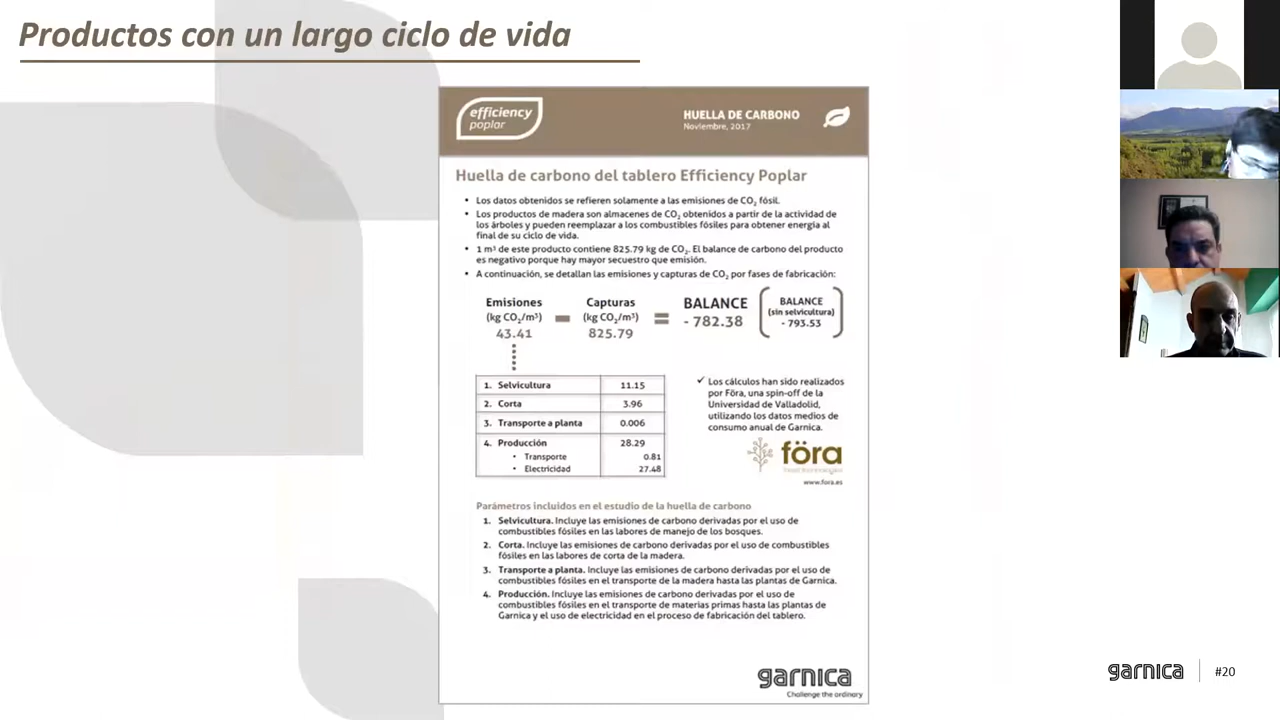 Productos con un largo ciclo de vida
efficiency
poplar
HUELLA DE CARBONO
Noviembre, 2017
Huella de carbono del tablero Efficiency Poplar
• Los datos obtenidos se refieren solamente a las emisiones de CO₂ fósil.
• Los productos de madera son almacenes de CO₂ obtenidos a partir de la actividad de
los árboles y pueden reemplazar a los combustibles fósiles para obtener energía al
final de su ciclo de vida.
• 1 m³ de este producto contiene 825.79 kg de CO₂. El balance de carbono del producto
es negativo porque hay mayor secuestro que emisión.
• A continuación, se detallan las emisiones y capturas de CO₂ por fases de fabricación:
Emisiones
(kg CO₂/m³)
43.41
—
Capturas
(kg CO₂/m³)
825.79
=
BALANCE
- 782.38
BALANCE
(sin selvicultura)
- 793.53
1. Selvicultura 11.15
2. Corta 3.96
3. Transporte a planta 0.006
4. Producción 28.29
• Transporte 0.81
• Electricidad 27.48
✓ Los cálculos han sido realizados
por Föra, una spin-off de la
Universidad de Valladolid,
utilizando los datos medios de
consumo anual de Garnica.
föra
www.fora.es
Parámetros incluidos en el estudio de la huella de carbono
1. Selvicultura. Incluye las emisiones de carbono derivadas por el uso de
combustibles fósiles en las labores de manejo de los bosques.
2. Corta. Incluye las emisiones de carbono derivadas por el uso de combustibles
fósiles en las labores de corta de la madera.
3. Transporte a planta. Incluye las emisiones de carbono derivadas por el uso de
combustibles fósiles en el transporte de la madera hasta las plantas de Garnica.
4. Producción. Incluye las emisiones de carbono derivadas por el uso de
combustibles fósiles en el transporte de materias primas hasta las plantas de
Garnica y el uso de electricidad en el proceso de fabricación del tablero.
garnica
Challenge the ordinary
garnica
#20